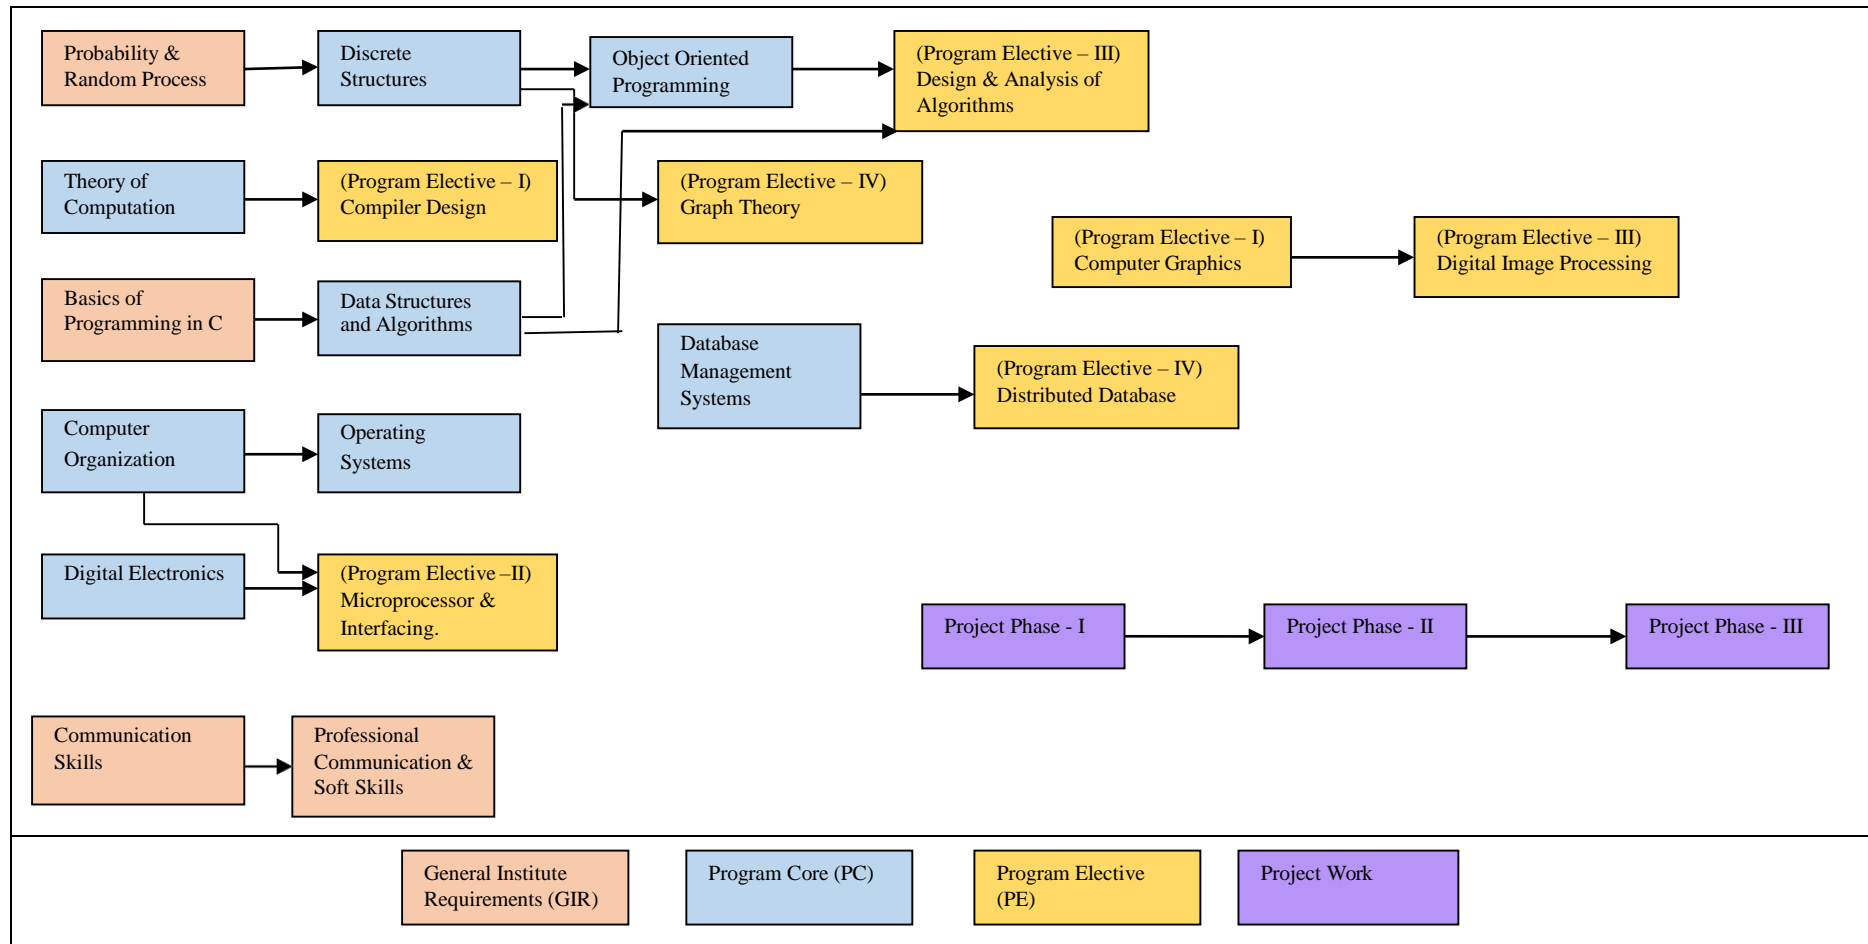 Probability &
Random Process
Discrete
Structures
Object Oriented
Programming
(Program Elective – III)
Design & Analysis of
Algorithms
Theory of
Computation
(Program Elective – I)
Compiler Design
(Program Elective – IV)
Graph Theory
(Program Elective – I)
Computer Graphics
(Program Elective – III)
Digital Image Processing
Basics of
Programming in C
Data Structures
and Algorithms
Database
Management
Systems
(Program Elective – IV)
Distributed Database
Computer
Organization
Operating
Systems
Digital Electronics
(Program Elective –II)
Microprocessor &
Interfacing.
Project Phase - I
Project Phase - II
Project Phase - III
Communication
Skills
Professional
Communication &
Soft Skills
General Institute
Requirements (GIR)
Program Core (PC)
Program Elective
(PE)
Project Work